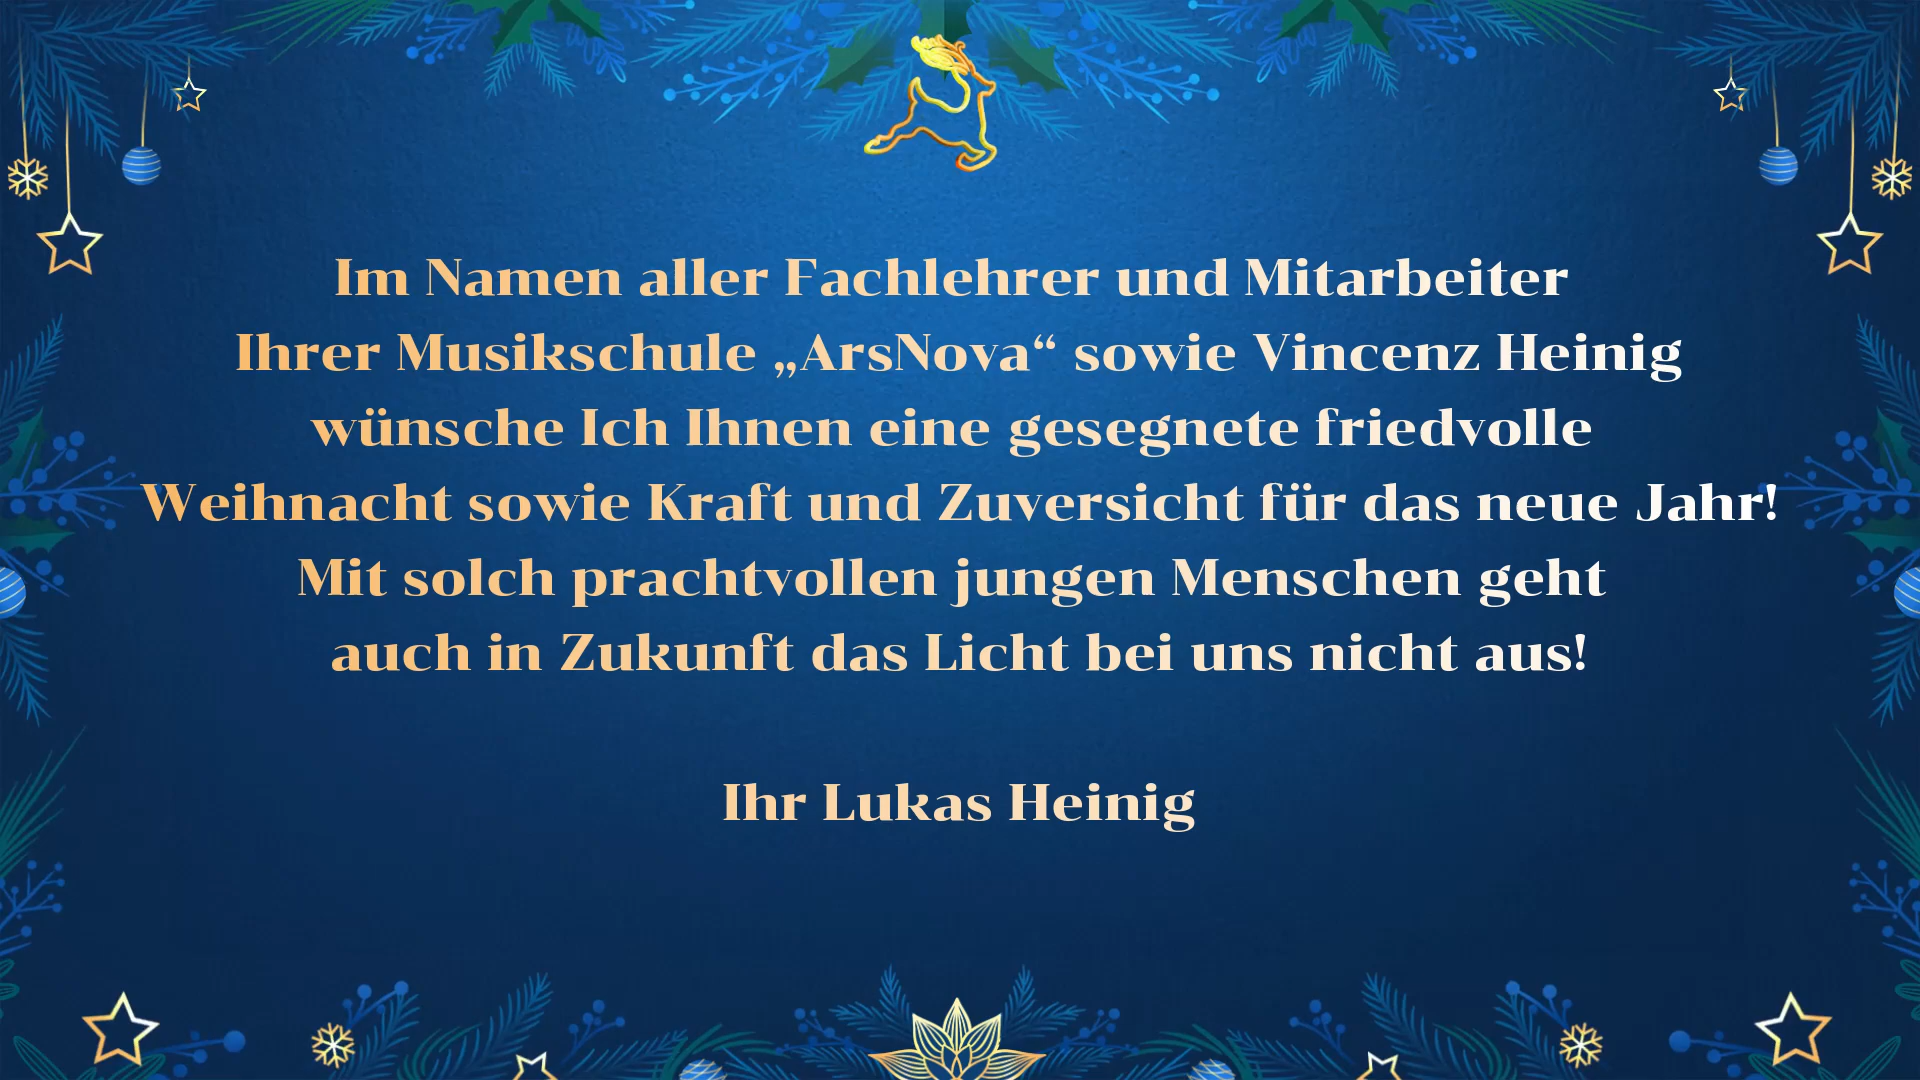 Im Namen aller Fachlehrer und Mitarbeiter
Ihrer Musikschule „ArsNova“ sowie Vincenz Heinig
wünsche Ich Ihnen eine gesegnete friedvolle
Weihnacht sowie Kraft und Zuversicht für das neue Jahr!
Mit solch prachtvollen jungen Menschen geht
auch in Zukunft das Licht bei uns nicht aus!
Ihr Lukas Heinig